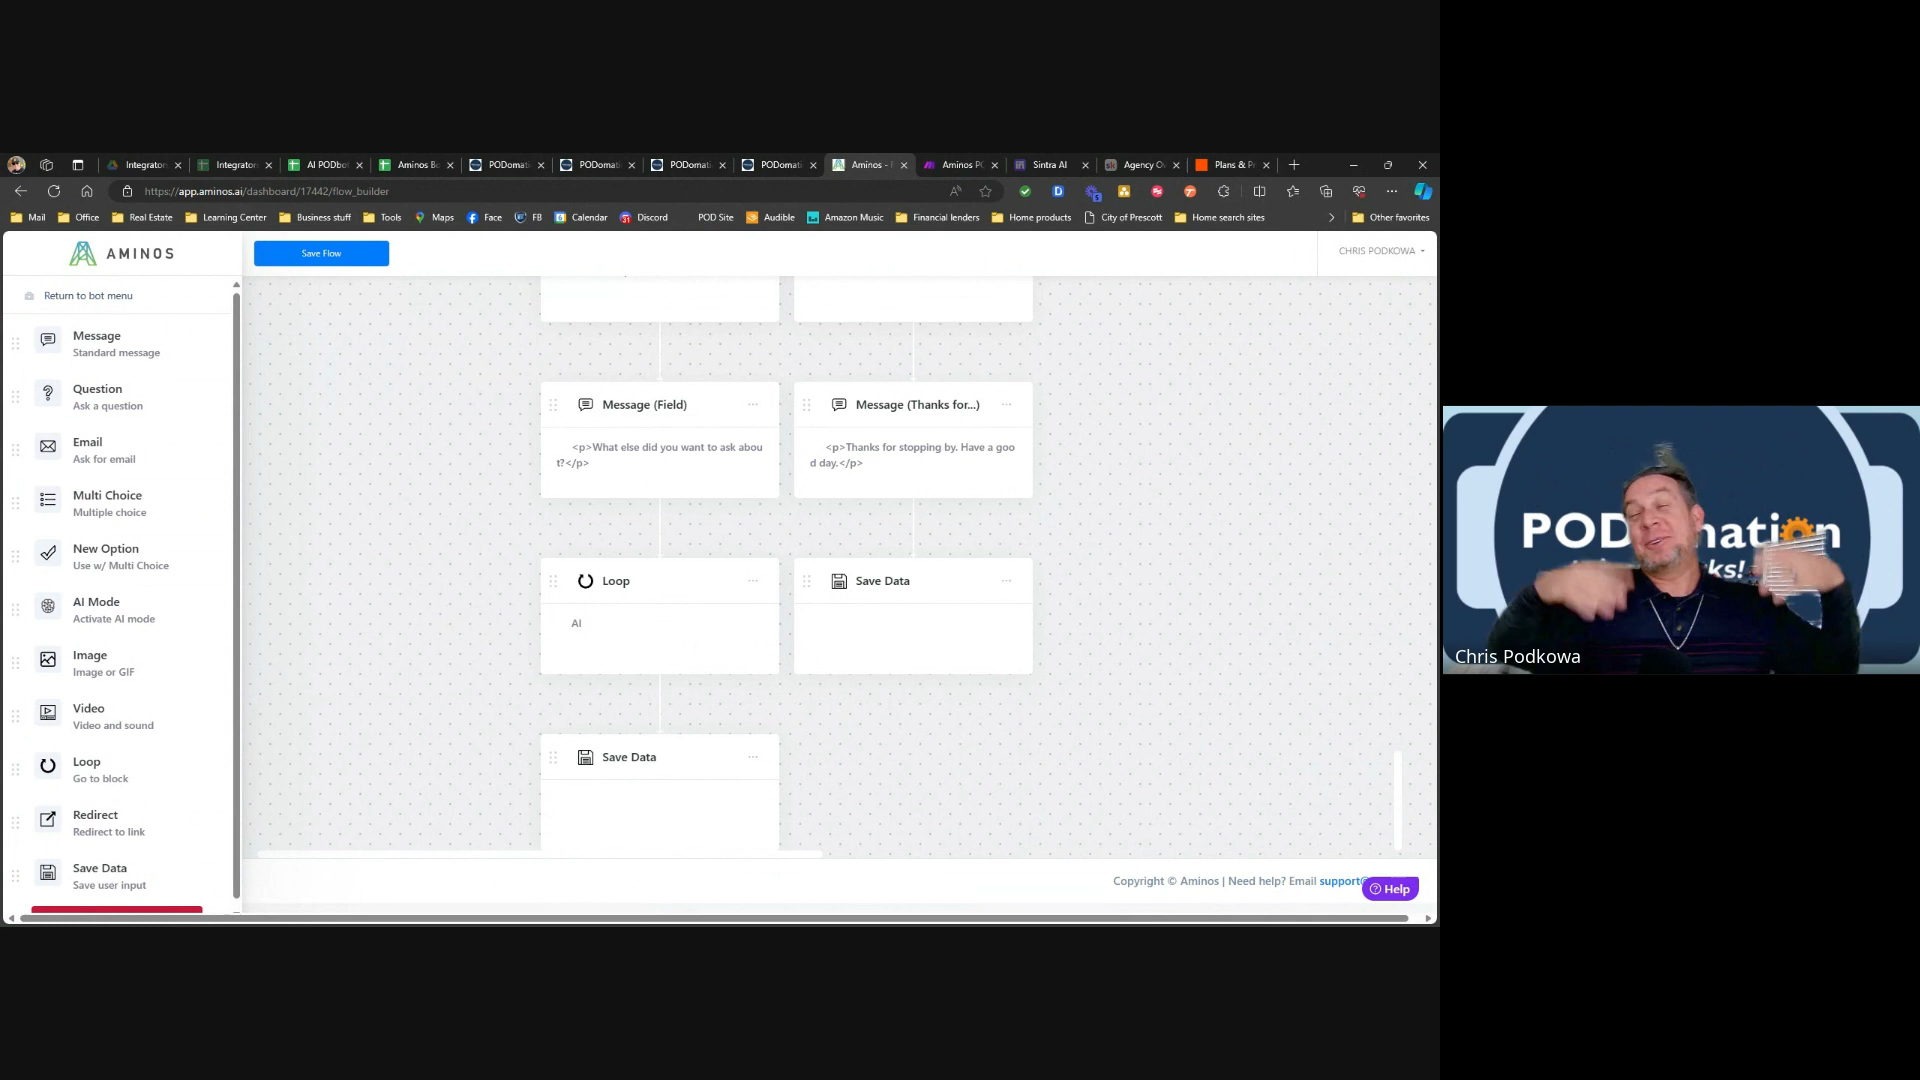 Integrator
Integrator
AI PODbo
Aminos Bo
PODomati
PODomati
PODomati
PODomati
Aminos -
Aminos PO
Sintra AI
Agency O
Plans & P
https://app.aminos.ai/dashboard/17442/flow_builder
Mail
Office
Real Estate
Learning Center
Business stuff
Tools
Maps
Face
FB
Calendar
Discord
POD Site
Audible
Amazon Music
Financial lenders
Home products
City of Prescott
Home search sites
Other favorites
AMINOS
Save Flow
CHRIS PODKOWA
Return to bot menu
Message
Standard message
Question
Ask a question
Email
Ask for email
Multi Choice
Multiple choice
New Option
Use w/ Multi Choice
AI Mode
Activate AI mode
Image
Image or GIF
Video
Video and sound
Loop
Go to block
Redirect
Redirect to link
Save Data
Save user input
Message (Field)
<p>What else did you want to ask abou
t?</p>
Message (Thanks for...)
<p>Thanks for stopping by. Have a goo
d day.</p>
Loop
AI
Save Data
Save Data
Copyright © Aminos | Need help? Email support@
Help
POD mation
ks!
Chris Podkowa